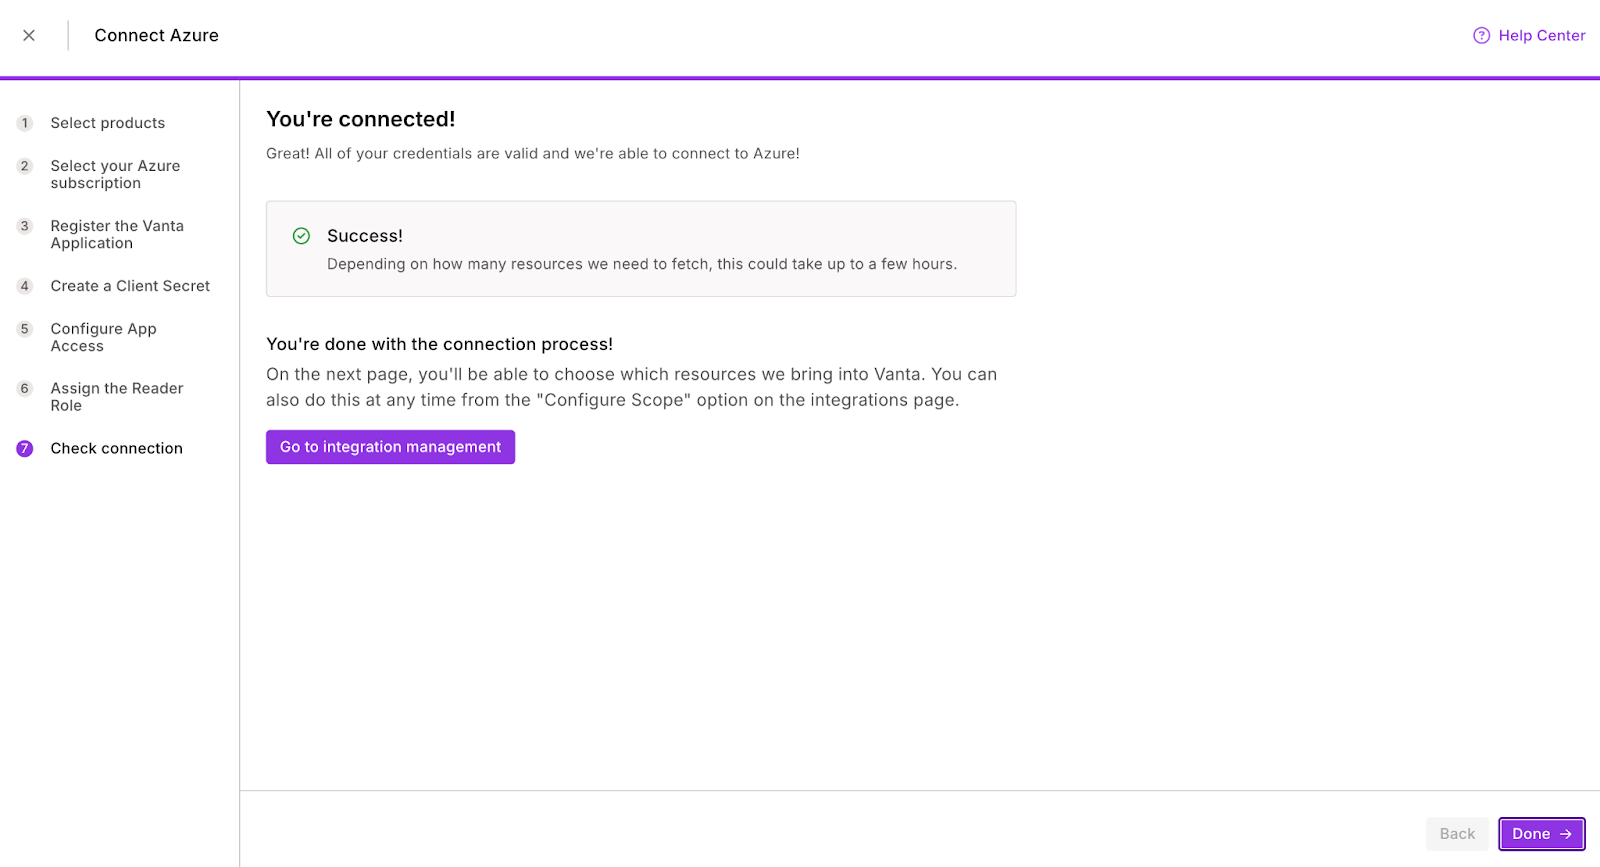 Connect Azure
Help Center
1 Select products
2 Select your Azure
subscription
3 Register the Vanta
Application
4 Create a Client Secret
5 Configure App
Access
6 Assign the Reader
Role
7 Check connection
You're connected!
Great! All of your credentials are valid and we're able to connect to Azure!
Success!
Depending on how many resources we need to fetch, this could take up to a few hours.
You're done with the connection process!
On the next page, you'll be able to choose which resources we bring into Vanta. You can
also do this at any time from the "Configure Scope" option on the integrations page.
Go to integration management
Back
Done →